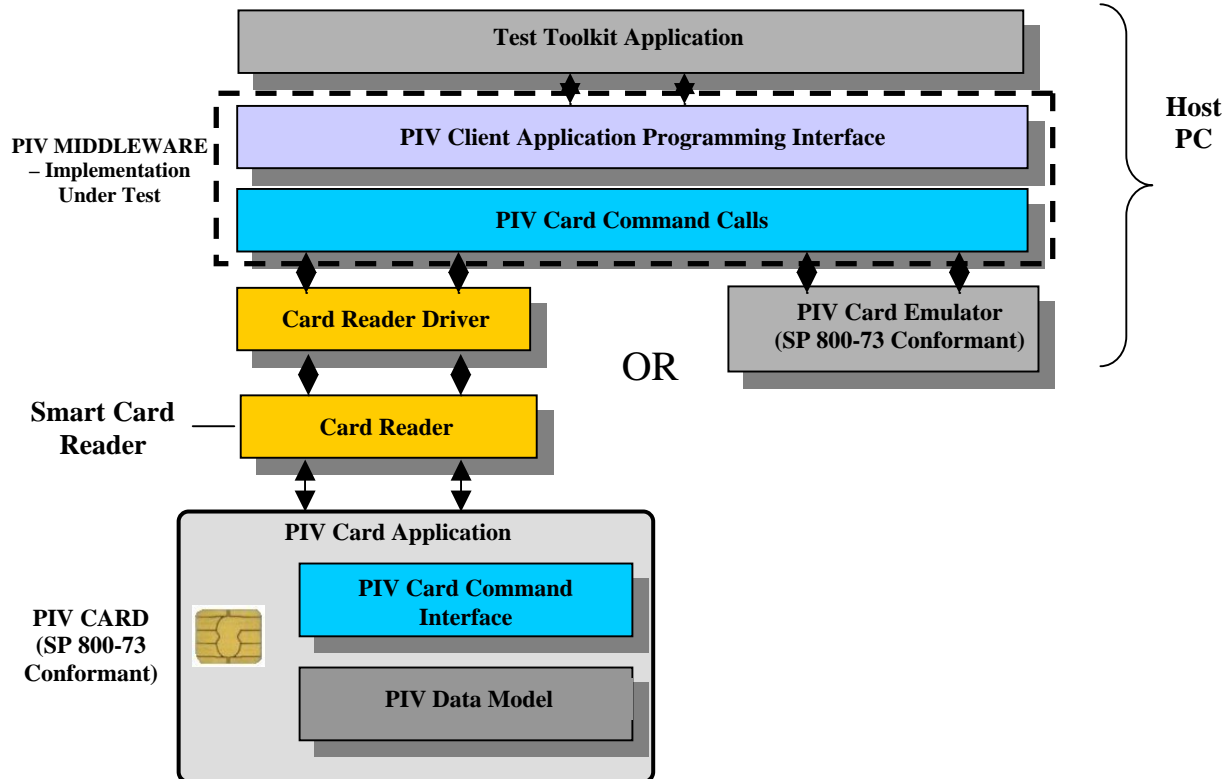 Test Toolkit Application
Host
PC
PIV MIDDLEWARE
– Implementation
Under Test
PIV Client Application Programming Interface
PIV Card Command Calls
Card Reader Driver
OR
PIV Card Emulator
(SP 800-73 Conformant)
Smart Card
Reader
Card Reader
PIV Card Application
PIV CARD
(SP 800-73
Conformant)
PIV Card Command
Interface
PIV Data Model